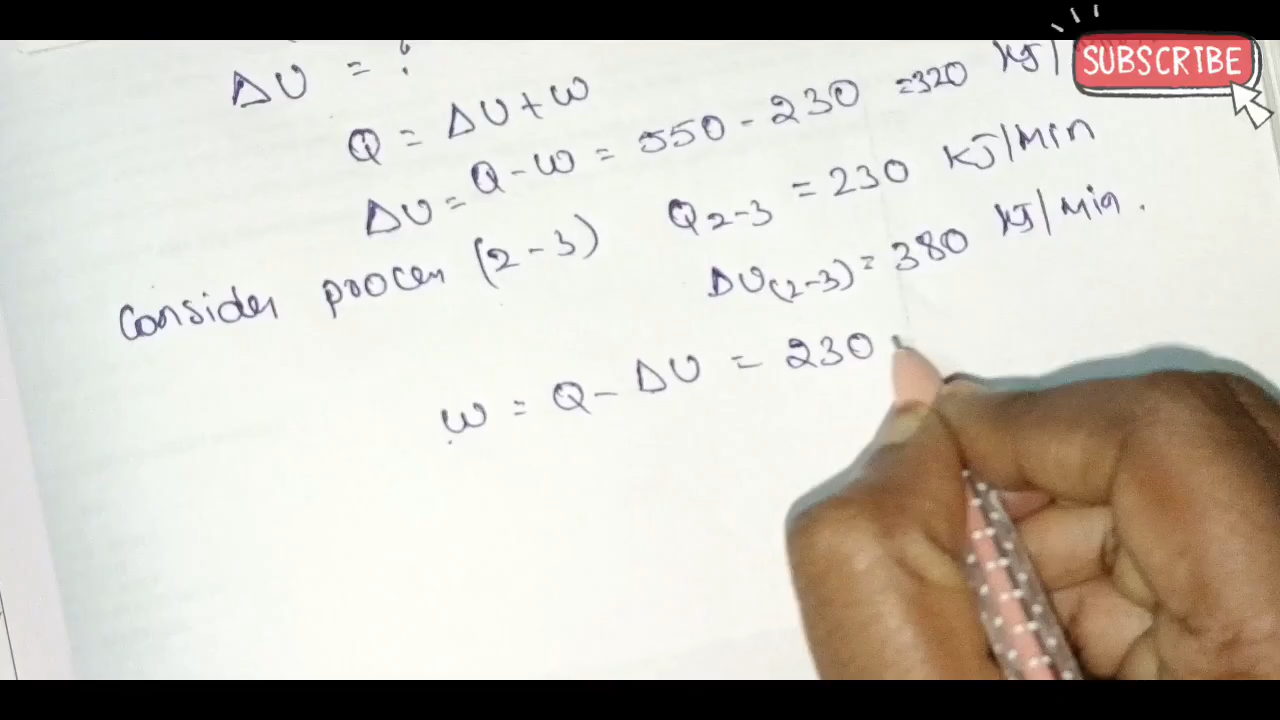 ΔU = ?
SUBSCRIBE
Q = ΔU + W
ΔU = Q - W = 550 - 230 = 320 KJ/
Consider process (2-3) Q2-3 = 230 KJ/Min
ΔU(2-3) = 380 KJ/Min.
W = Q - ΔU = 230